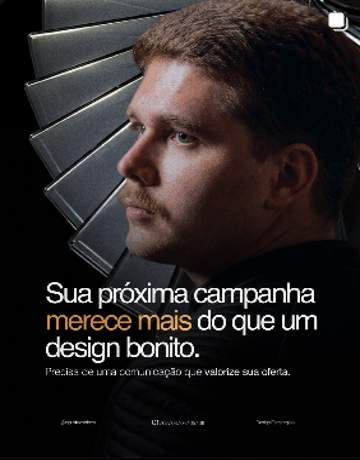 Sua próxima campanha
merece mais do que um
design bonito.
Precisa de uma comunicação que valorize sua oferta.